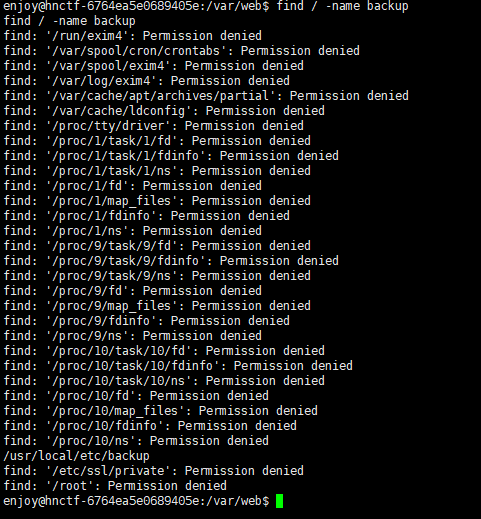 enjoy@hnctf-6764ea5e0689405e:/var/web$ find / -name backup
find / -name backup
find: '/run/exim4': Permission denied
find: '/var/spool/cron/crontabs': Permission denied
find: '/var/spool/exim4': Permission denied
find: '/var/log/exim4': Permission denied
find: '/var/cache/apt/archives/partial': Permission denied
find: '/var/cache/ldconfig': Permission denied
find: '/proc/tty/driver': Permission denied
find: '/proc/1/task/1/fd': Permission denied
find: '/proc/1/task/1/fdinfo': Permission denied
find: '/proc/1/task/1/ns': Permission denied
find: '/proc/1/fd': Permission denied
find: '/proc/1/map_files': Permission denied
find: '/proc/1/fdinfo': Permission denied
find: '/proc/1/ns': Permission denied
find: '/proc/9/task/9/fd': Permission denied
find: '/proc/9/task/9/fdinfo': Permission denied
find: '/proc/9/task/9/ns': Permission denied
find: '/proc/9/fd': Permission denied
find: '/proc/9/map_files': Permission denied
find: '/proc/9/fdinfo': Permission denied
find: '/proc/9/ns': Permission denied
find: '/proc/10/task/10/fd': Permission denied
find: '/proc/10/task/10/fdinfo': Permission denied
find: '/proc/10/task/10/ns': Permission denied
find: '/proc/10/fd': Permission denied
find: '/proc/10/map_files': Permission denied
find: '/proc/10/fdinfo': Permission denied
find: '/proc/10/ns': Permission denied
/usr/local/etc/backup
find: '/etc/ssl/private': Permission denied
find: '/root': Permission denied
enjoy@hnctf-6764ea5e0689405e:/var/web$